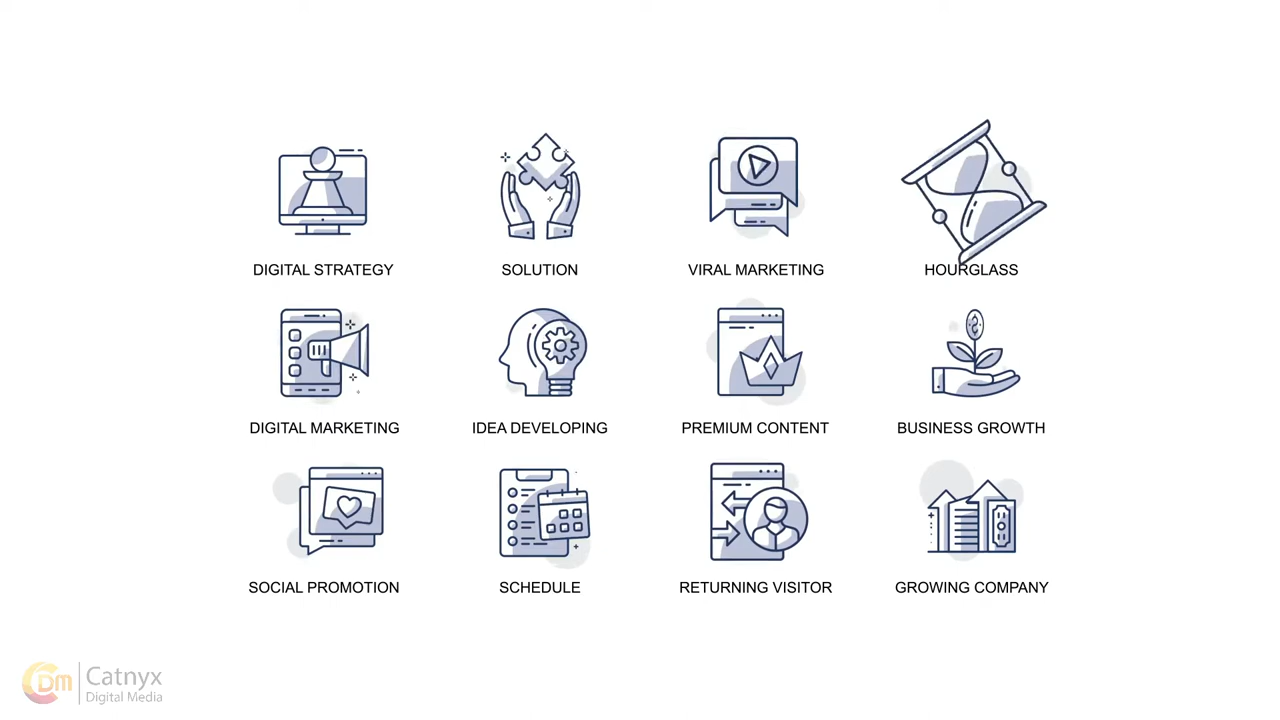 DIGITAL STRATEGY
SOLUTION
VIRAL MARKETING
HOURGLASS
DIGITAL MARKETING
IDEA DEVELOPING
PREMIUM CONTENT
BUSINESS GROWTH
SOCIAL PROMOTION
SCHEDULE
RETURNING VISITOR
GROWING COMPANY
CDm
Catnyx
Digital Media